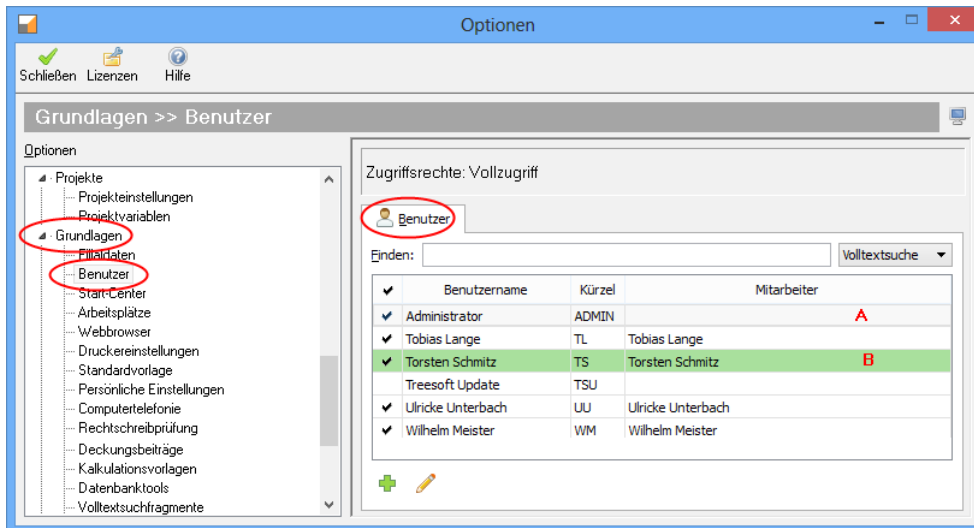 Optionen
Schließen Lizenzen Hilfe
Grundlagen >> Benutzer
Optionen
Projekte
Projekteinstellungen
Projektvariablen
Grundlagen
Filialdaten
Benutzer
Start-Center
Arbeitsplätze
Webbrowser
Druckereinstellungen
Standardvorlage
Persönliche Einstellungen
Computertelefonie
Rechtschreibprüfung
Deckungsbeiträge
Kalkulationsvorlagen
Datenbanktools
Volltextsuchfragmente
Zugriffsrechte: Vollzugriff
Benutzer
Finden: Volltextsuche
Benutzername Kürzel Mitarbeiter
Administrator ADMIN A
Tobias Lange TL Tobias Lange
Torsten Schmitz TS Torsten Schmitz B
Treesoft Update TSU
Ulricke Unterbach UU Ulricke Unterbach
Wilhelm Meister WM Wilhelm Meister